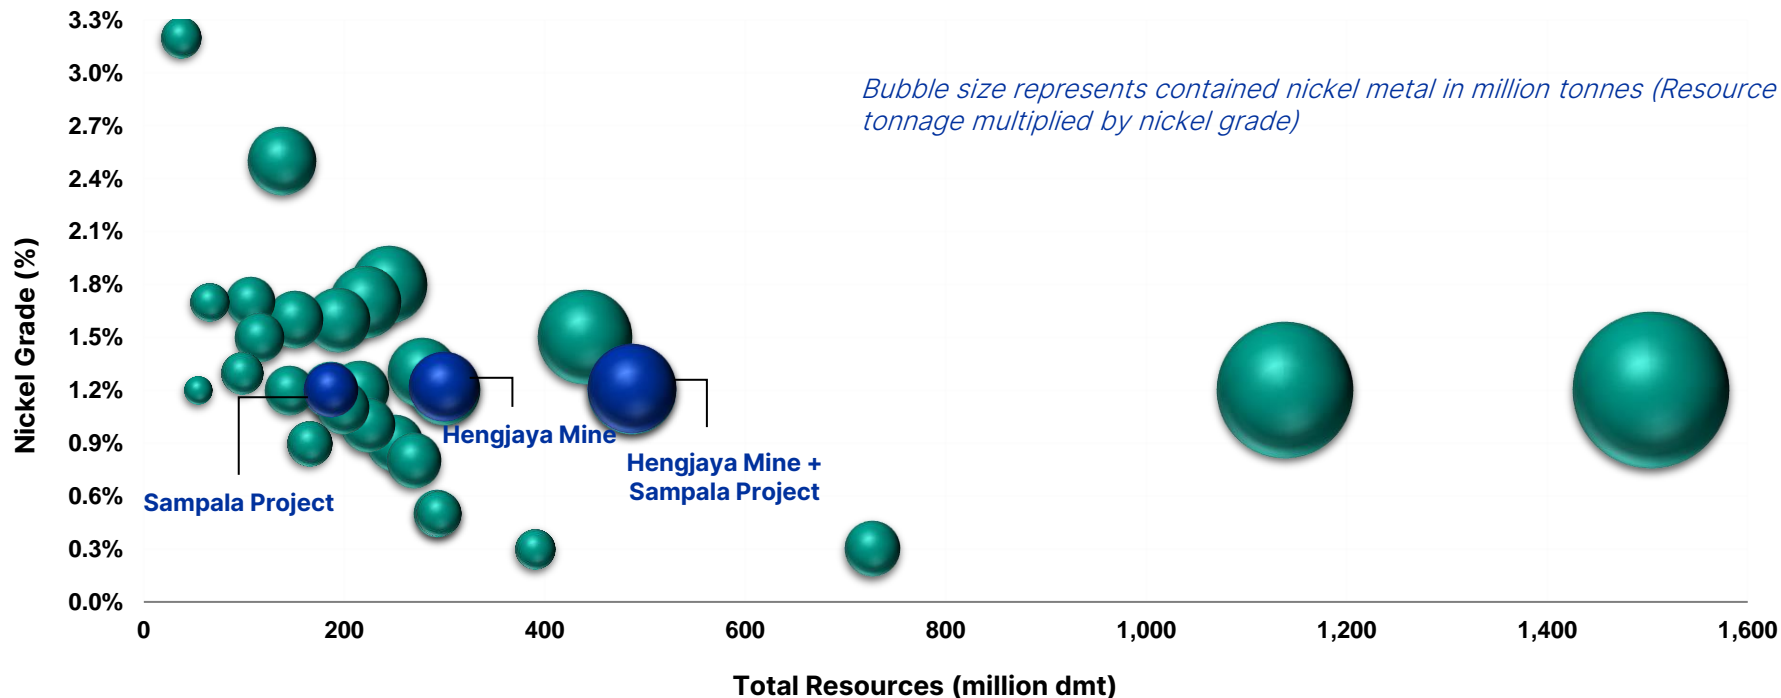 3.3%
3.0%
2.7%
2.4%
2.1%
1.8%
1.5%
1.2%
0.9%
0.6%
0.3%
0.0%
Nickel Grade (%)
Bubble size represents contained nickel metal in million tonnes (Resource
tonnage multiplied by nickel grade)
Hengjaya Mine
Hengjaya Mine +
Sampala Project
Sampala Project
0
200
400
600
800
1,000
1,200
1,400
1,600
Total Resources (million dmt)